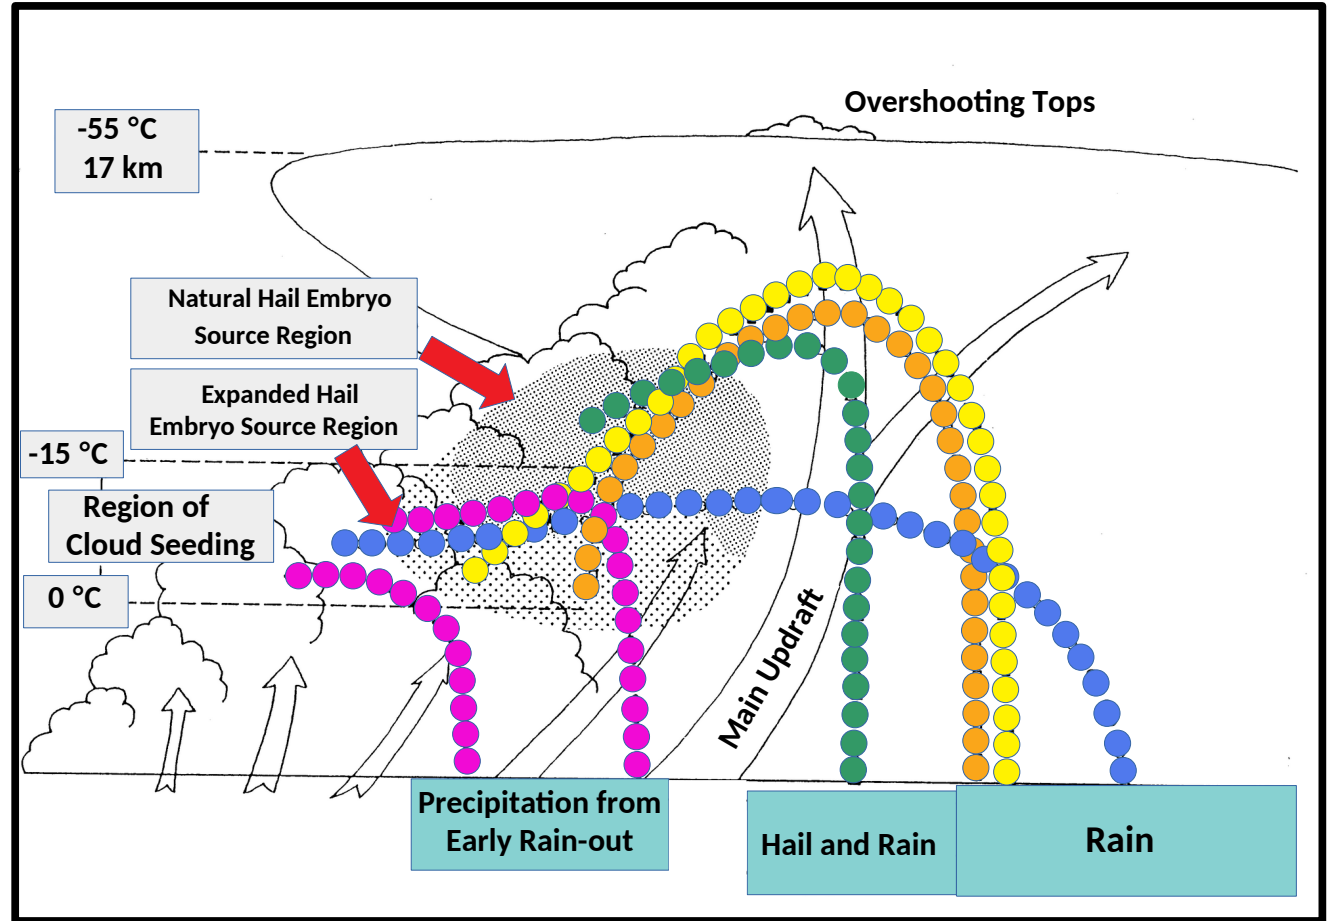 Overshooting Tops
-55 °C
17 km
Natural Hail Embryo
Source Region
Expanded Hail
Embryo Source Region
-15 °C
Region of
Cloud Seeding
0 °C
Main Updraft
Precipitation from
Early Rain-out
Hail and Rain
Rain